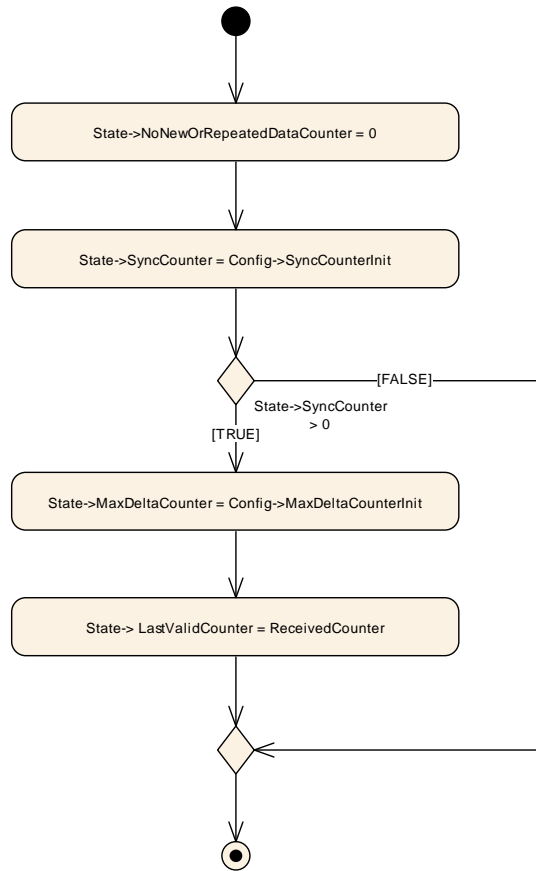 State->NoNewOrRepeatedDataCounter = 0
State->SyncCounter = Config->SyncCounterInit
[FALSE]
State->SyncCounter
> 0
[TRUE]
State->MaxDeltaCounter = Config->MaxDeltaCounterInit
State-> LastValidCounter = ReceivedCounter